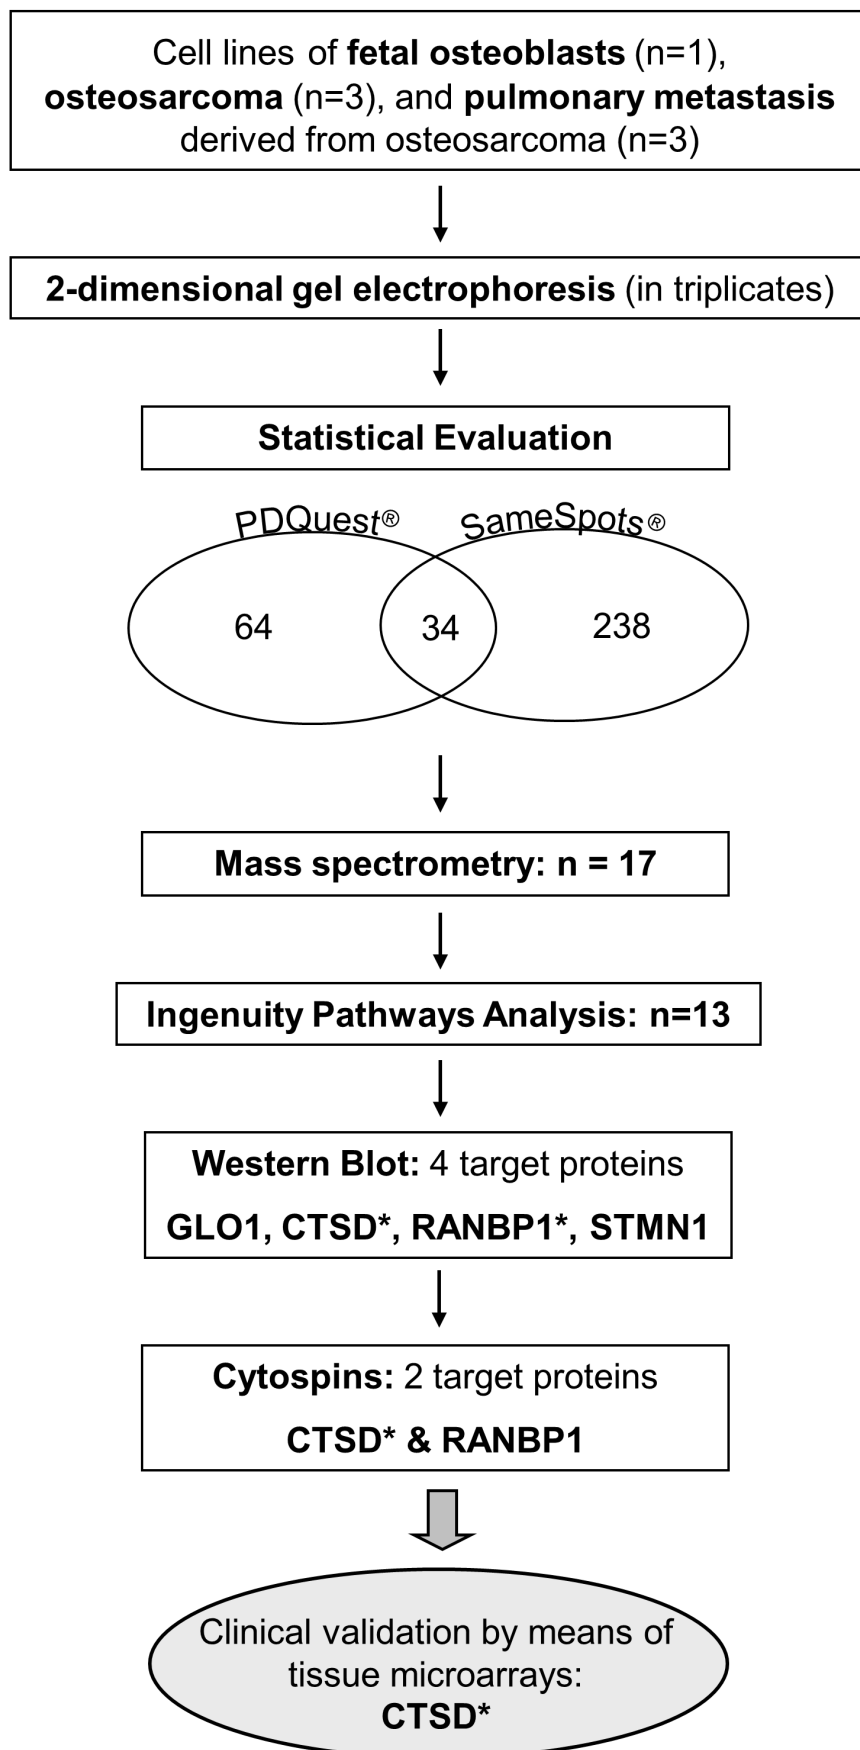 Cell lines of fetal osteoblasts (n=1),
osteosarcoma (n=3), and pulmonary metastasis
derived from osteosarcoma (n=3)
2-dimensional gel electrophoresis (in triplicates)
Statistical Evaluation
PDQuest® SameSpots®
64 34 238
Mass spectrometry: n = 17
Ingenuity Pathways Analysis: n=13
Western Blot: 4 target proteins
GLO1, CTSD*, RANBP1*, STMN1
Cytospins: 2 target proteins
CTSD* & RANBP1
Clinical validation by means of
tissue microarrays:
CTSD*